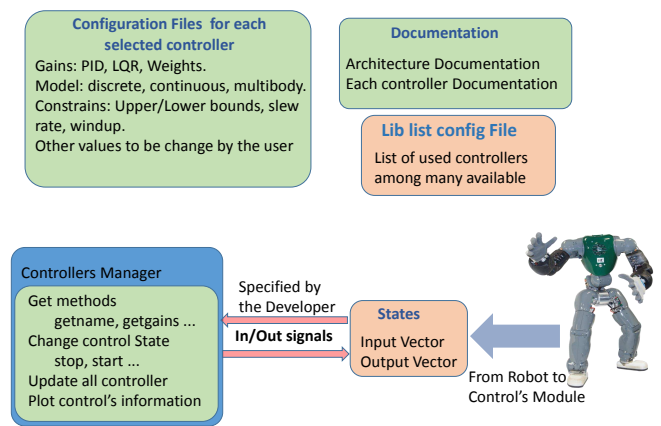 Configuration Files for each
selected controller
Gains: PID, LQR, Weights.
Model: discrete, continuous, multibody.
Constrains: Upper/Lower bounds, slew
rate, windup.
Other values to be change by the user
Documentation
Architecture Documentation
Each controller Documentation
Lib list config File
List of used controllers
among many available
Controllers Manager
Get methods
getname, getgains ...
Change control State
stop, start ...
Update all controller
Plot control's information
Specified by
the Developer
In/Out signals
States
Input Vector
Output Vector
From Robot to
Control's Module